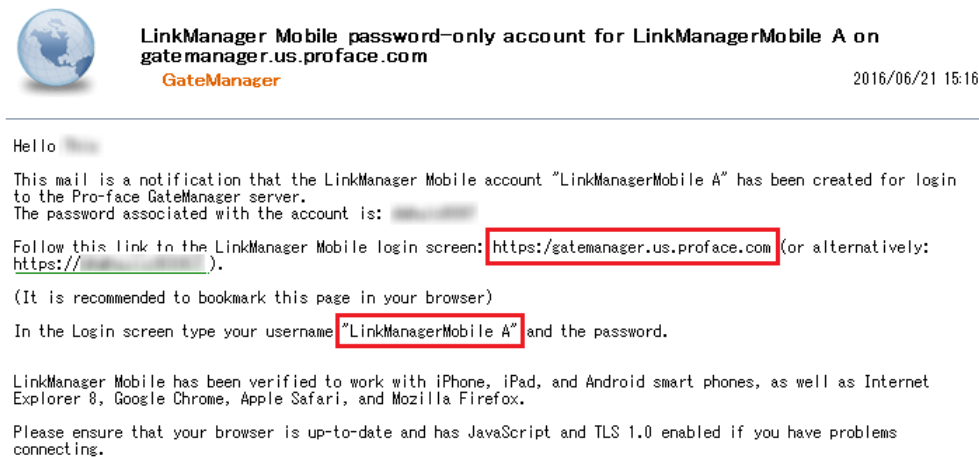 LinkManager Mobile password-only account for LinkManagerMobile A on
gatemanager.us.proface.com
GateManager
2016/06/21 15:16
Hello
This mail is a notification that the LinkManager Mobile account "LinkManagerMobile A" has been created for login
to the Pro-face GateManager server.
The password associated with the account is:
Follow this link to the LinkManager Mobile login screen: https:/gatemanager.us.proface.com (or alternatively:
https:// ).
(It is recommended to bookmark this page in your browser)
In the Login screen type your username "LinkManagerMobile A" and the password.
LinkManager Mobile has been verified to work with iPhone, iPad, and Android smart phones, as well as Internet
Explorer 8, Google Chrome, Apple Safari, and Mozilla Firefox.
Please ensure that your browser is up-to-date and has JavaScript and TLS 1.0 enabled if you have problems
connecting.